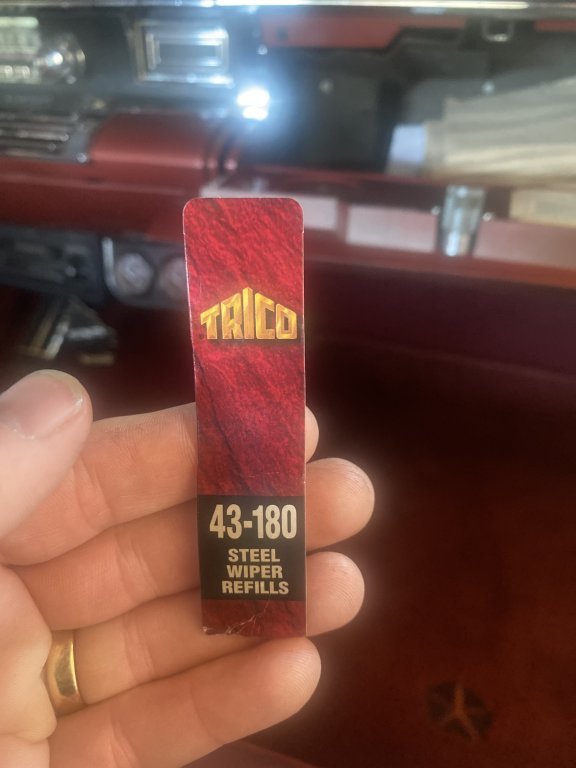 TRICO
43-180
STEEL
WIPER
REFILLS